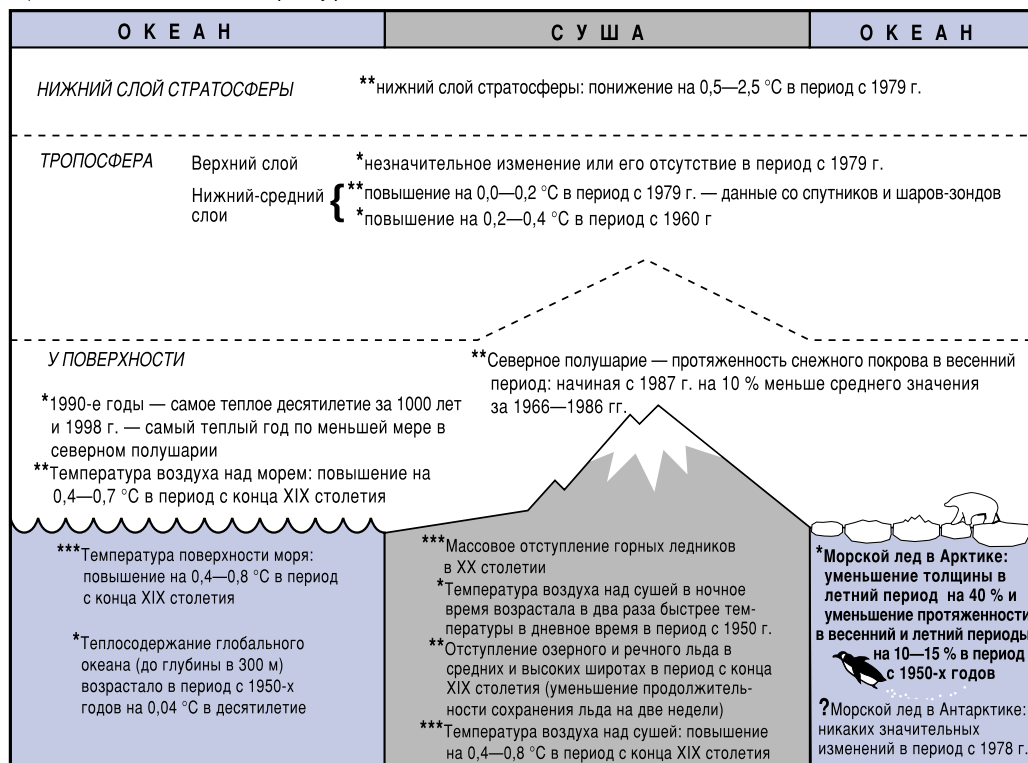 О К Е А Н
С У Ш А
О К Е А Н
НИЖНИЙ СЛОЙ СТРАТОСФЕРЫ
**нижний слой стратосферы: понижение на 0,5—2,5 °C в период с 1979 г.
ТРОПОСФЕРА
Верхний слой
*незначительное изменение или его отсутствие в период с 1979 г.
Нижний-средний
слои
{
**повышение на 0,0—0,2 °C в период с 1979 г. — данные со спутников и шаров-зондов
*повышение на 0,2—0,4 °C в период с 1960 г
У ПОВЕРХНОСТИ
**Северное полушарие — протяженность снежного покрова в весенний
период: начиная с 1987 г. на 10 % меньше среднего значения
за 1966—1986 гг.
*1990-е годы — самое теплое десятилетие за 1000 лет
и 1998 г. — самый теплый год по меньшей мере в
северном полушарии
**Температура воздуха над морем: повышение на
0,4—0,7 °C в период с конца XIX столетия
***Температура поверхности моря:
повышение на 0,4—0,8 °C в период
с конца XIX столетия
*Теплосодержание глобального
океана (до глубины в 300 м)
возрастало в период с 1950-х
годов на 0,04 °C в десятилетие
***Массовое отступление горных ледников
в XX столетии
*Температура воздуха над сушей в ночное
время возрастала в два раза быстрее тем-
пературы в дневное время в период с 1950 г.
**Отступление озерного и речного льда в
средних и высоких широтах в период с конца
XIX столетия (уменьшение продолжитель-
ности сохранения льда на две недели)
***Температура воздуха над сушей: повышение
на 0,4—0,8 °C в период с конца XIX столетия
*Морской лед в Арктике:
уменьшение толщины в
летний период на 40 % и
уменьшение протяженности
в весенний и летний периоды
на 10—15 % в период
с 1950-х годов
?Морской лед в Антарктике:
никаких значительных
изменений в период с 1978 г.